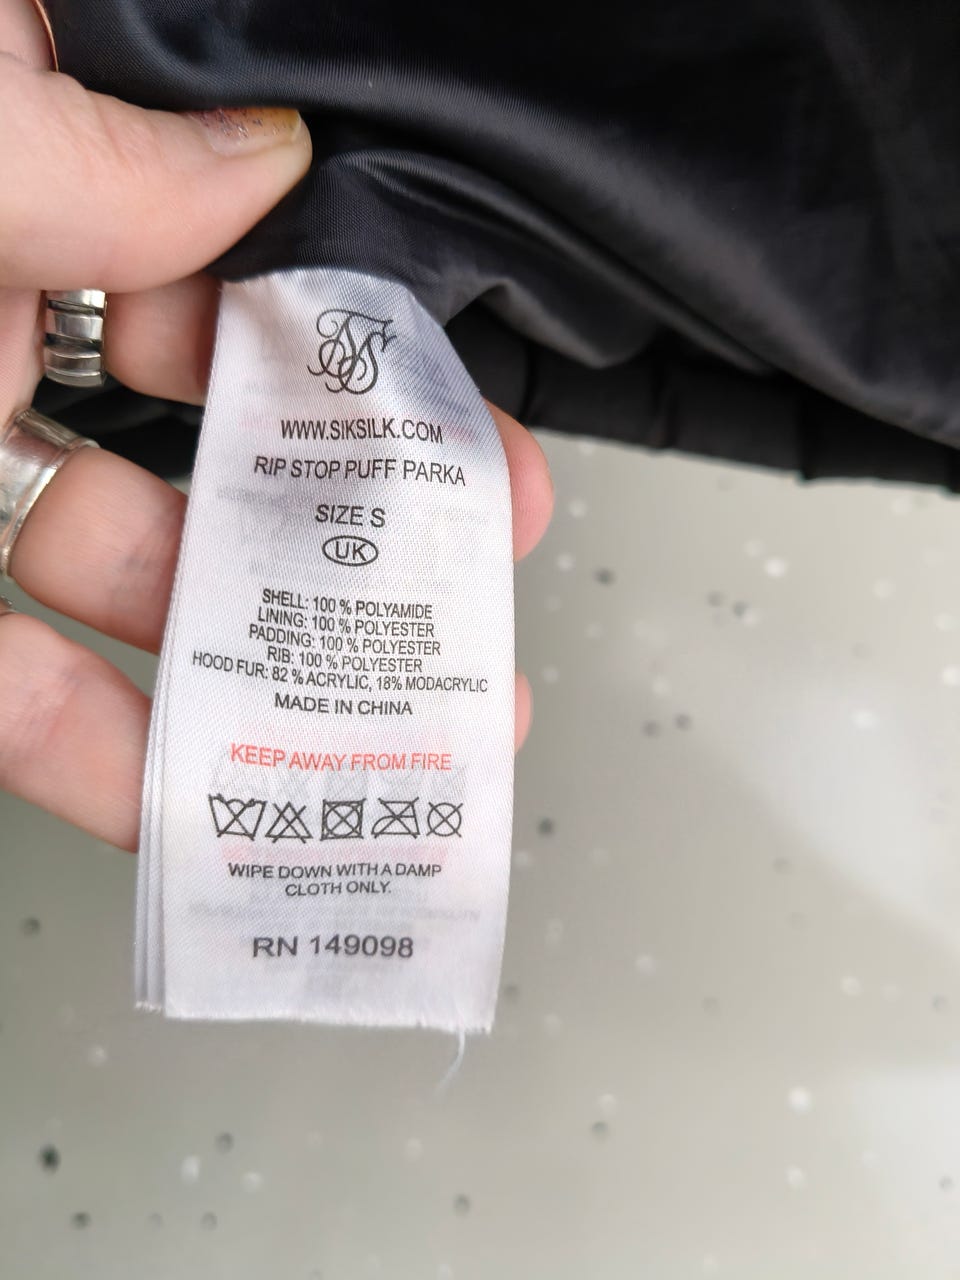 WWW.SIKSILK.COM
RIP STOP PUFF PARKA
SIZE S
UK
SHELL: 100 % POLYAMIDE
LINING: 100 % POLYESTER
PADDING: 100 % POLYESTER
RIB: 100 % POLYESTER
HOOD FUR: 82 % ACRYLIC, 18% MODACRYLIC
MADE IN CHINA
KEEP AWAY FROM FIRE
WIPE DOWN WITH A DAMP
CLOTH ONLY.
RN 149098